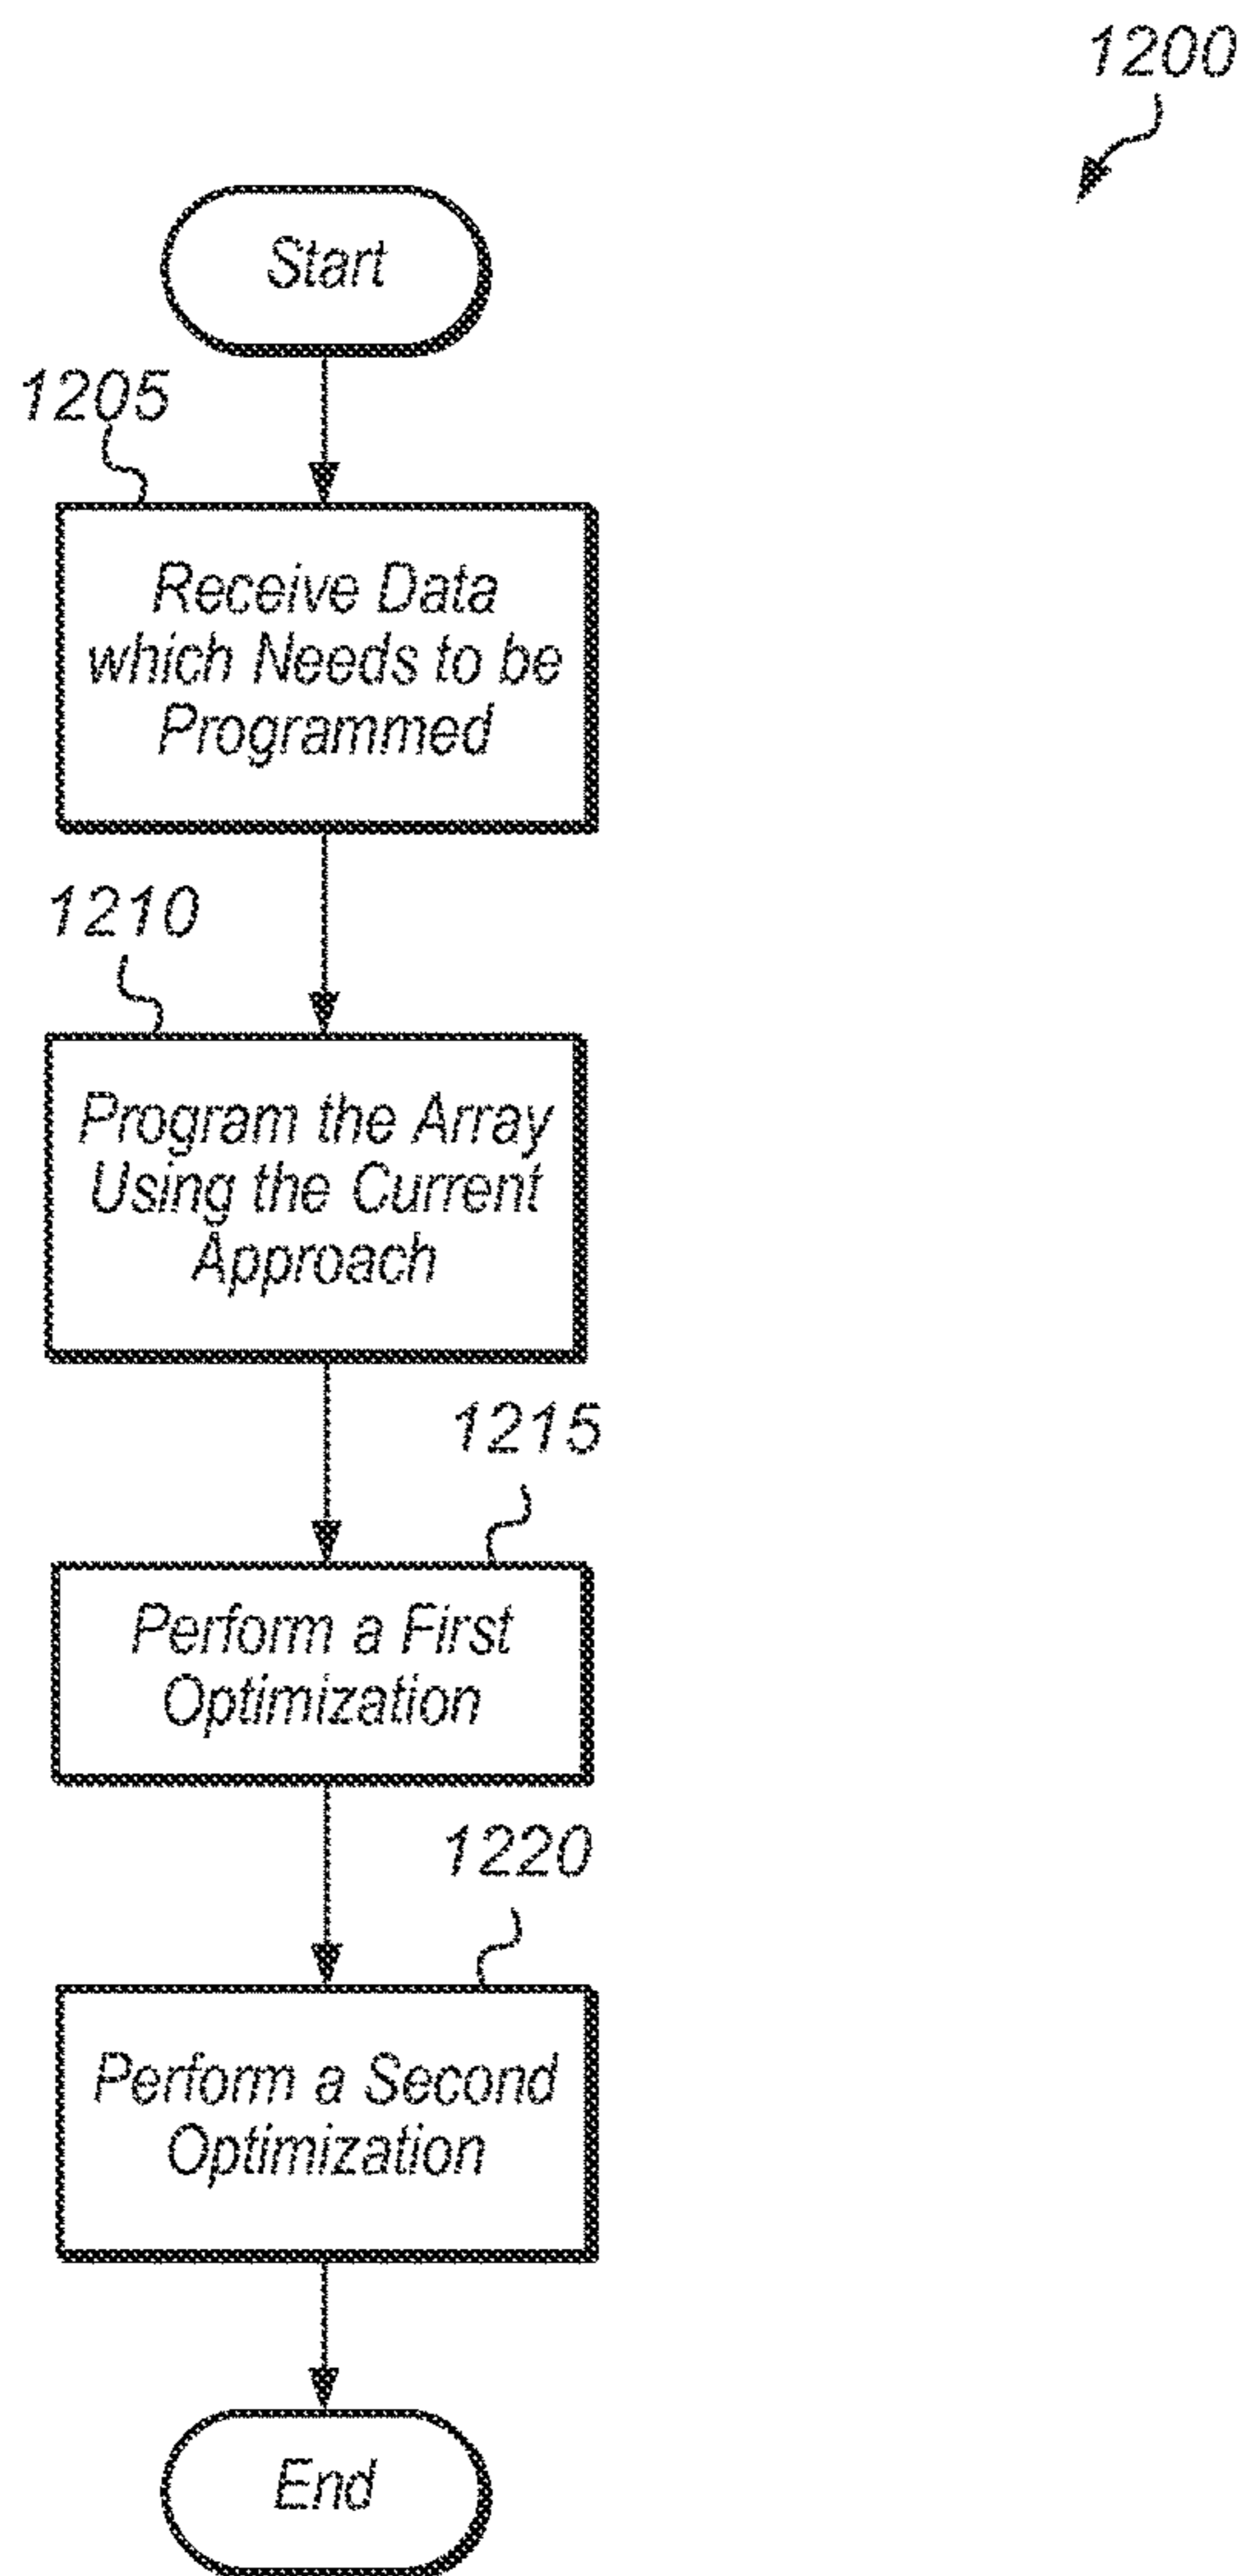 1200
Start
1205
Receive Data
which Needs to be
Programmed
1210
Program the Array
Using the Current
Approach
1215
Perform a First
Optimization
1220
Perform a Second
Optimization
End